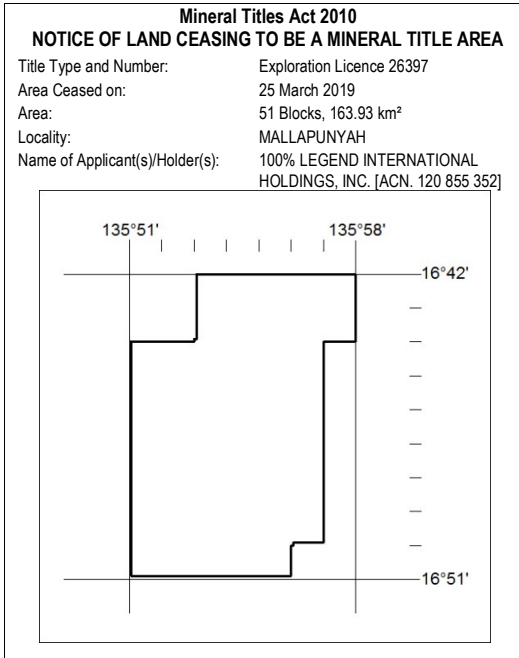 Mineral Titles Act 2010
NOTICE OF LAND CEASING TO BE A MINERAL TITLE AREA
Title Type and Number: Exploration Licence 26397
Area Ceased on: 25 March 2019
Area: 51 Blocks, 163.93 km²
Locality: MALLAPUNYAH
Name of Applicant(s)/Holder(s): 100% LEGEND INTERNATIONAL
HOLDINGS, INC. [ACN. 120 855 352]
135°51' 135°58'
16°42'
16°51'